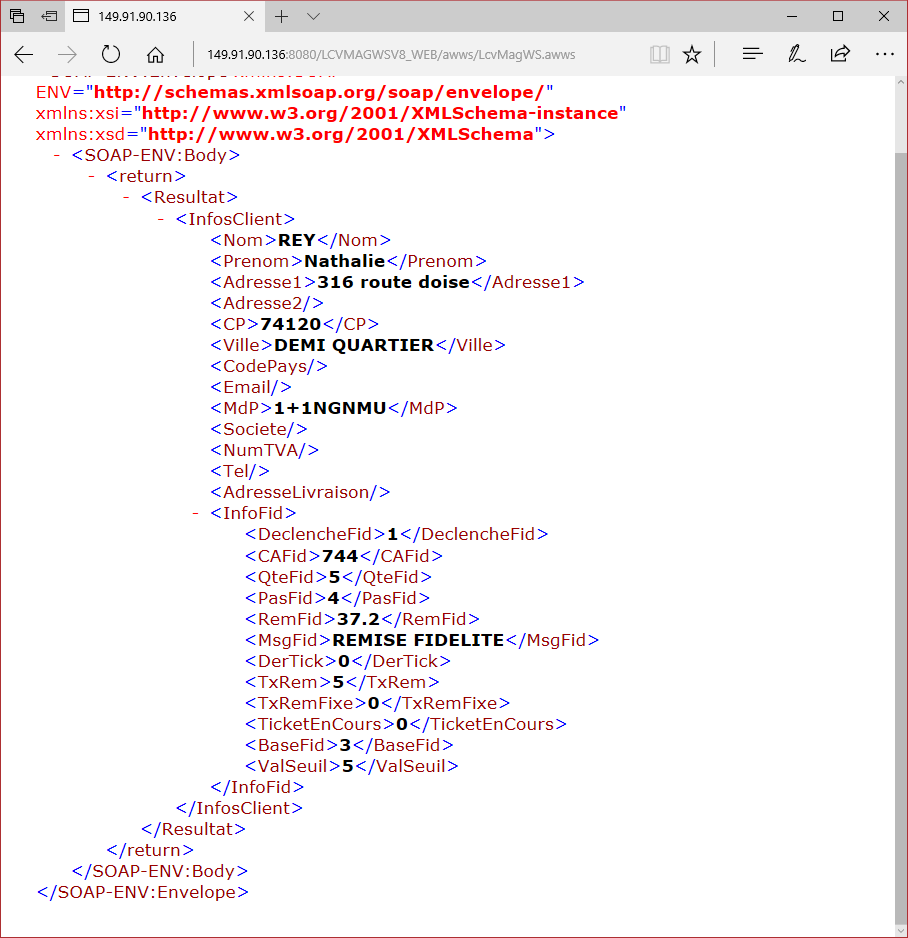 149.91.90.136
149.91.90.136:8080/LCVMAGWSV8_WEB/awws/LcvMagWS.awws
ENV="http://schemas.xmlsoap.org/soap/envelope/"
xmlns:xsi="http://www.w3.org/2001/XMLSchema-instance"
xmlns:xsd="http://www.w3.org/2001/XMLSchema">
- <SOAP-ENV:Body>
- <return>
- <Resultat>
- <InfosClient>
<Nom>REY</Nom>
<Prenom>Nathalie</Prenom>
<Adresse1>316 route doise</Adresse1>
<Adresse2/>
<CP>74120</CP>
<Ville>DEMI QUARTIER</Ville>
<CodePays/>
<Email/>
<MdP>1+1NGNMU</MdP>
<Societe/>
<NumTVA/>
<Tel/>
<AdresseLivraison/>
- <InfoFid>
<DeclencheFid>1</DeclencheFid>
<CAFid>744</CAFid>
<QteFid>5</QteFid>
<PasFid>4</PasFid>
<RemFid>37.2</RemFid>
<MsgFid>REMISE FIDELITE</MsgFid>
<DerTick>0</DerTick>
<TxRem>5</TxRem>
<TxRemFixe>0</TxRemFixe>
<TicketEnCours>0</TicketEnCours>
<BaseFid>3</BaseFid>
<ValSeuil>5</ValSeuil>
</InfoFid>
</InfosClient>
</Resultat>
</return>
</SOAP-ENV:Body>
</SOAP-ENV:Envelope>